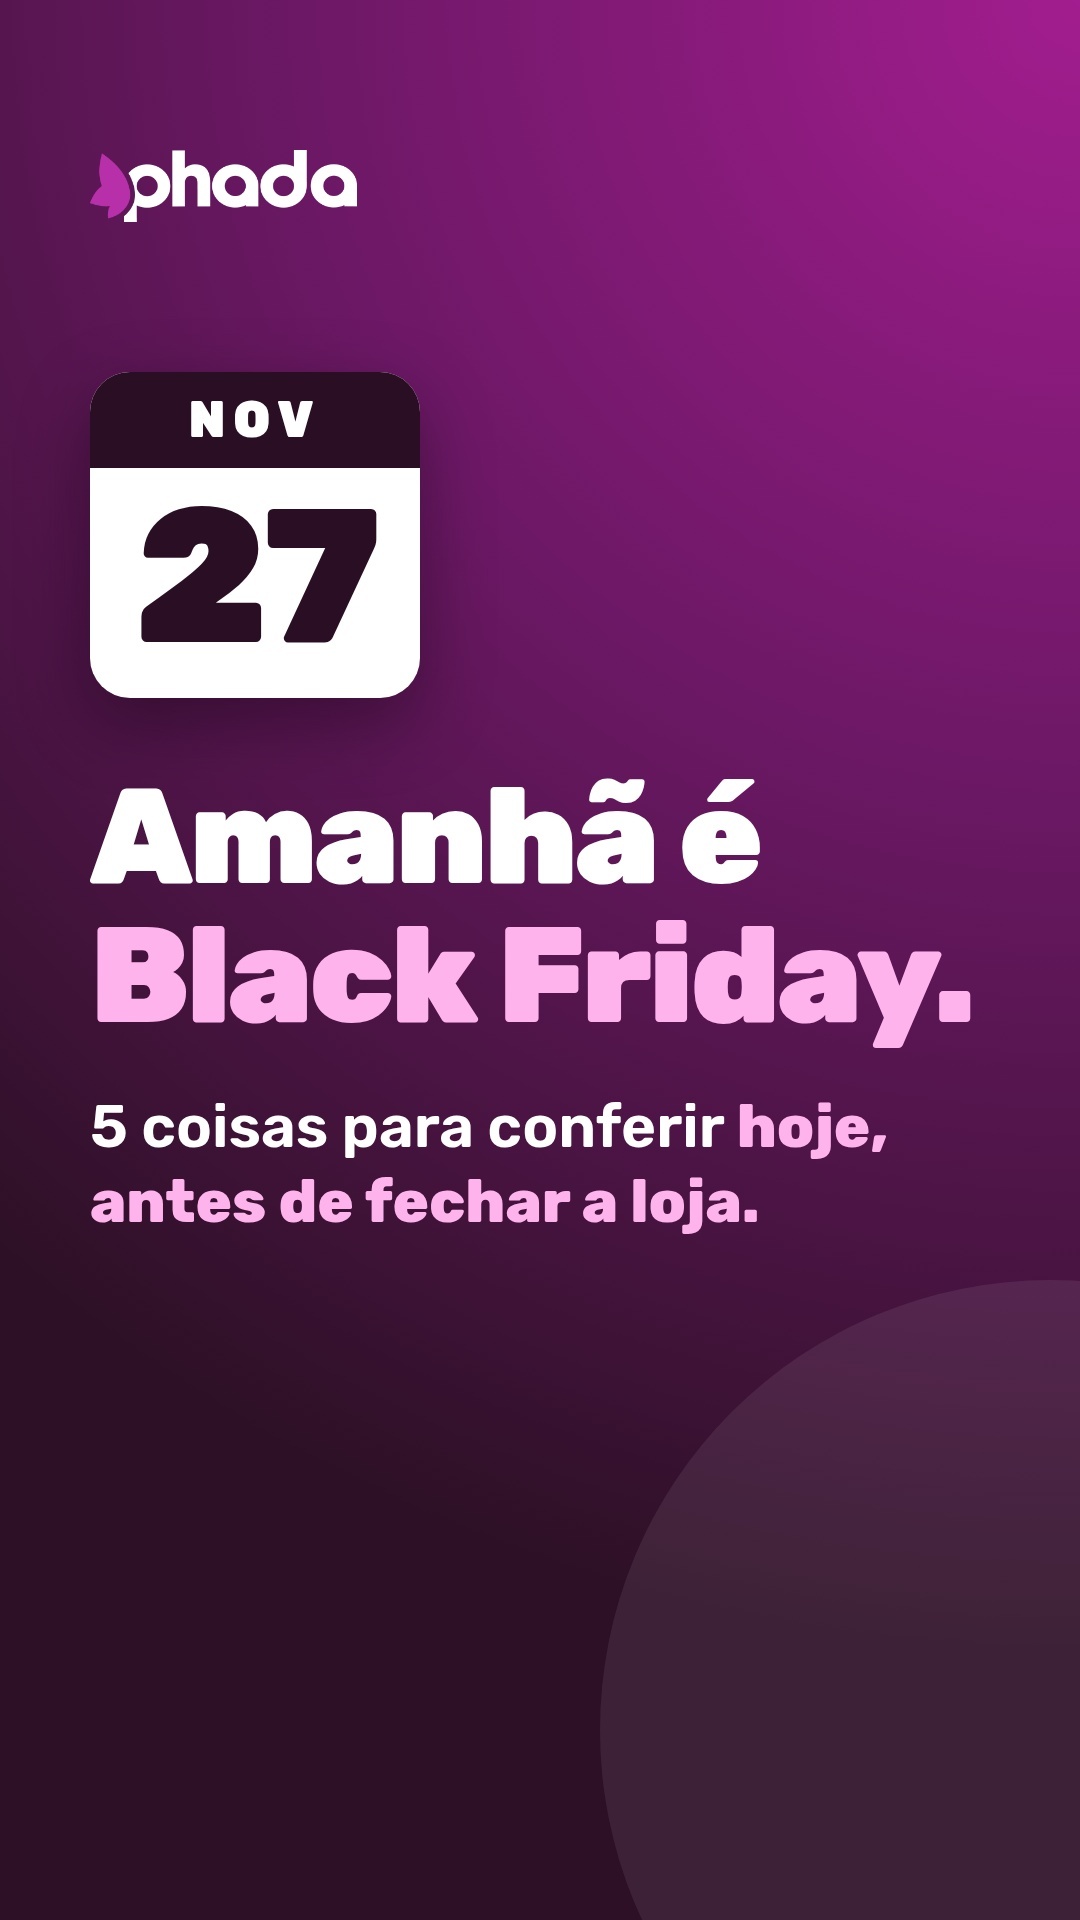 phada
NOV
27
Amanhã é
Black Friday.
5 coisas para conferir hoje,
antes de fechar a loja.